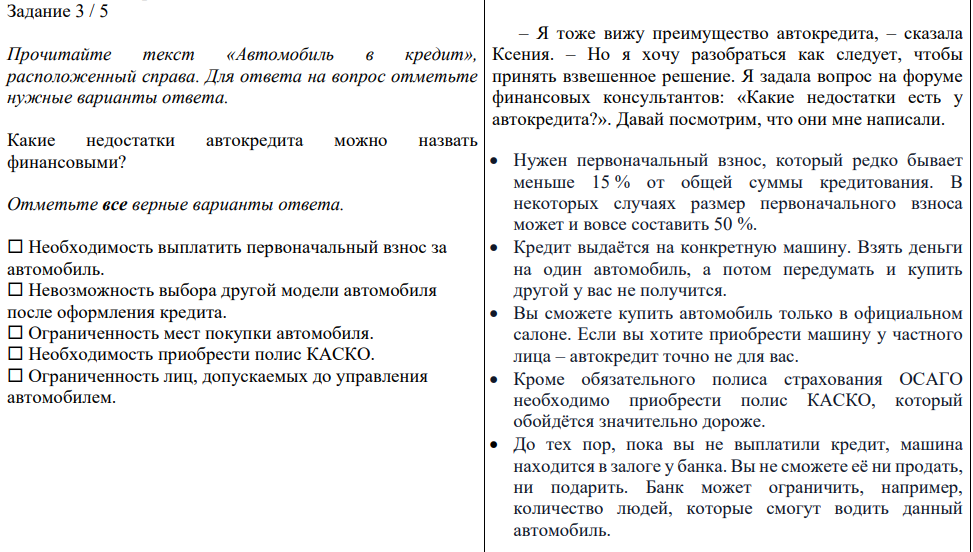 Задание 3 / 5
Прочитайте текст «Автомобиль в кредит»,
расположенный справа. Для ответа на вопрос отметьте
нужные варианты ответа.
Какие недостатки автокредита можно назвать
финансовыми?
Отметьте все верные варианты ответа.
☐ Необходимость выплатить первоначальный взнос за
автомобиль.
☐ Невозможность выбора другой модели автомобиля
после оформления кредита.
☐ Ограниченность мест покупки автомобиля.
☐ Необходимость приобрести полис КАСКО.
☐ Ограниченность лиц, допускаемых до управления
автомобилем.
– Я тоже вижу преимущество автокредита, – сказала
Ксения. – Но я хочу разобраться как следует, чтобы
принять взвешенное решение. Я задала вопрос на форуме
финансовых консультантов: «Какие недостатки есть у
автокредита?». Давай посмотрим, что они мне написали.
• Нужен первоначальный взнос, который редко бывает
меньше 15 % от общей суммы кредитования. В
некоторых случаях размер первоначального взноса
может и вовсе составить 50 %.
• Кредит выдаётся на конкретную машину. Взять деньги
на один автомобиль, а потом передумать и купить
другой у вас не получится.
• Вы сможете купить автомобиль только в официальном
салоне. Если вы хотите приобрести машину у частного
лица – автокредит точно не для вас.
• Кроме обязательного полиса страхования ОСАГО
необходимо приобрести полис КАСКО, который
обойдётся значительно дороже.
• До тех пор, пока вы не выплатили кредит, машина
находится в залоге у банка. Вы не сможете её ни продать,
ни подарить. Банк может ограничить, например,
количество людей, которые смогут водить данный
автомобиль.